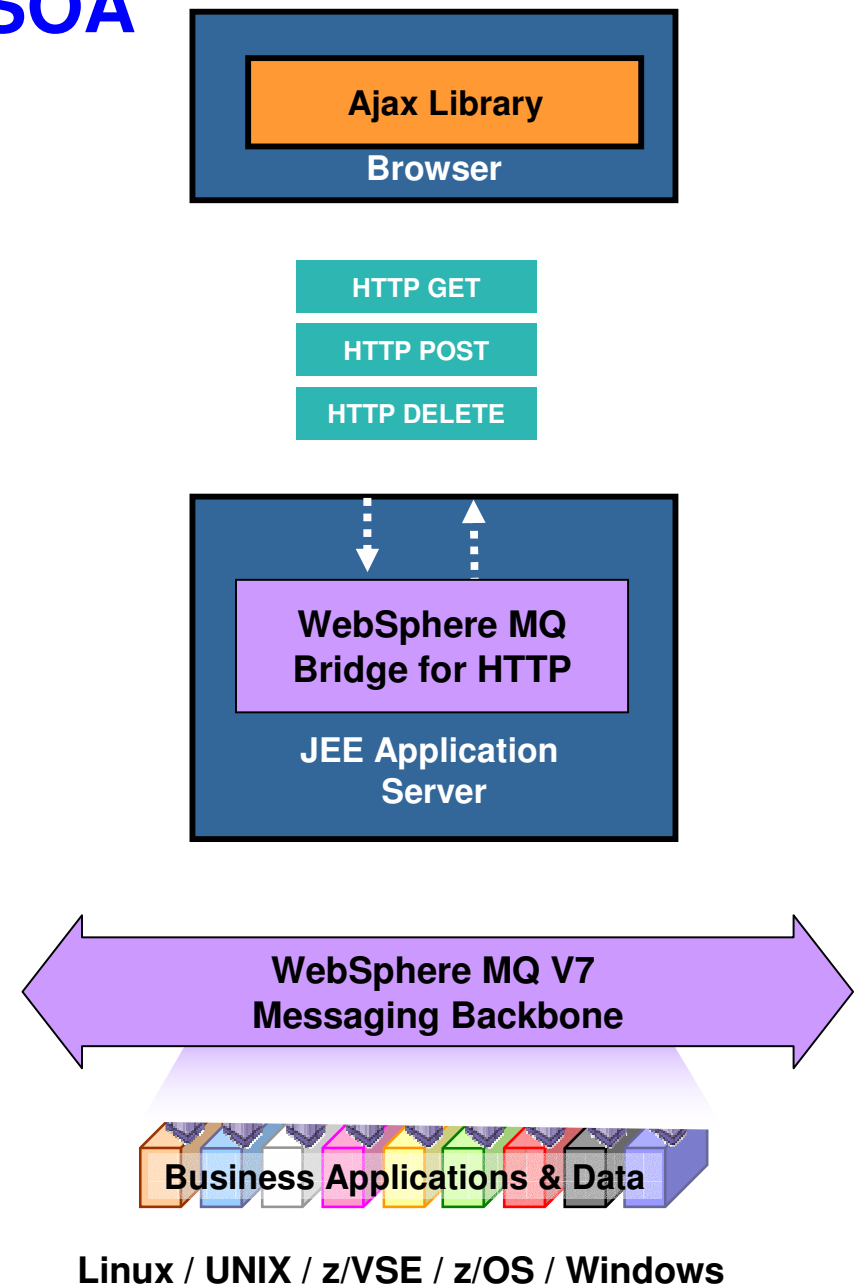 SOA
Ajax Library
Browser
HTTP GET
HTTP POST
HTTP DELETE
WebSphere MQ
Bridge for HTTP
JEE Application
Server
WebSphere MQ V7
Messaging Backbone
Business Applications & Data
Linux / UNIX / z/VSE / z/OS / Windows